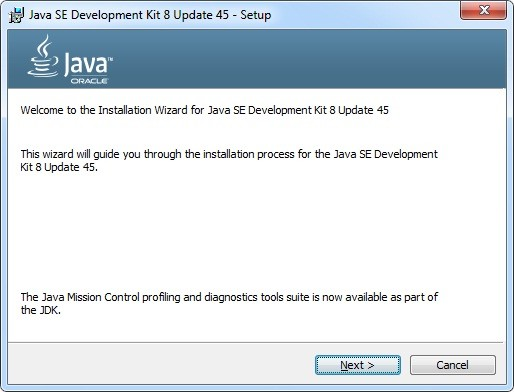 Java SE Development Kit 8 Update 45 - Setup
Java™
ORACLE
Welcome to the Installation Wizard for Java SE Development Kit 8 Update 45
This wizard will guide you through the installation process for the Java SE Development
Kit 8 Update 45.
The Java Mission Control profiling and diagnostics tools suite is now available as part of
the JDK.
Next >
Cancel